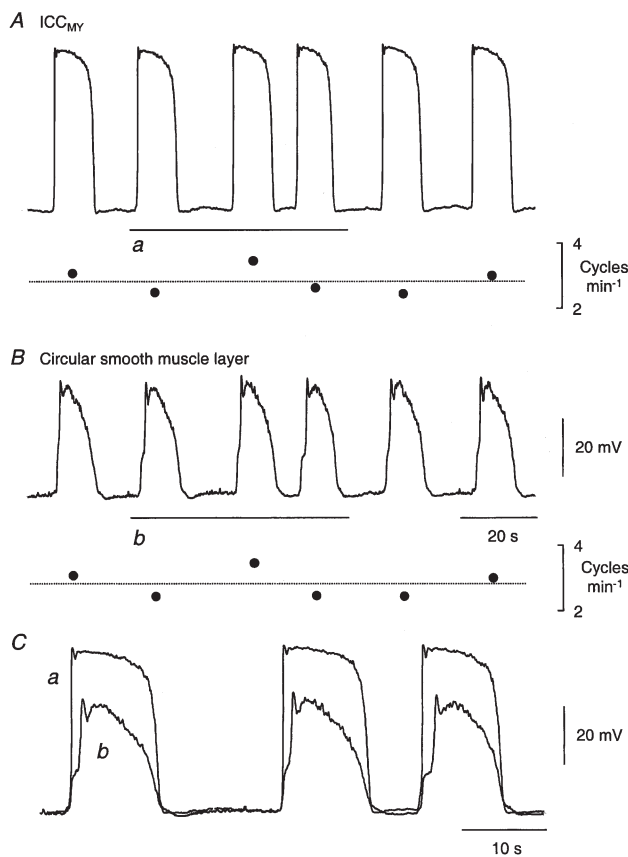 A ICCMY
a
4
Cycles
min-1
2
B Circular smooth muscle layer
20 mV
b
20 s
4
Cycles
min-1
2
C
a
b
20 mV
10 s